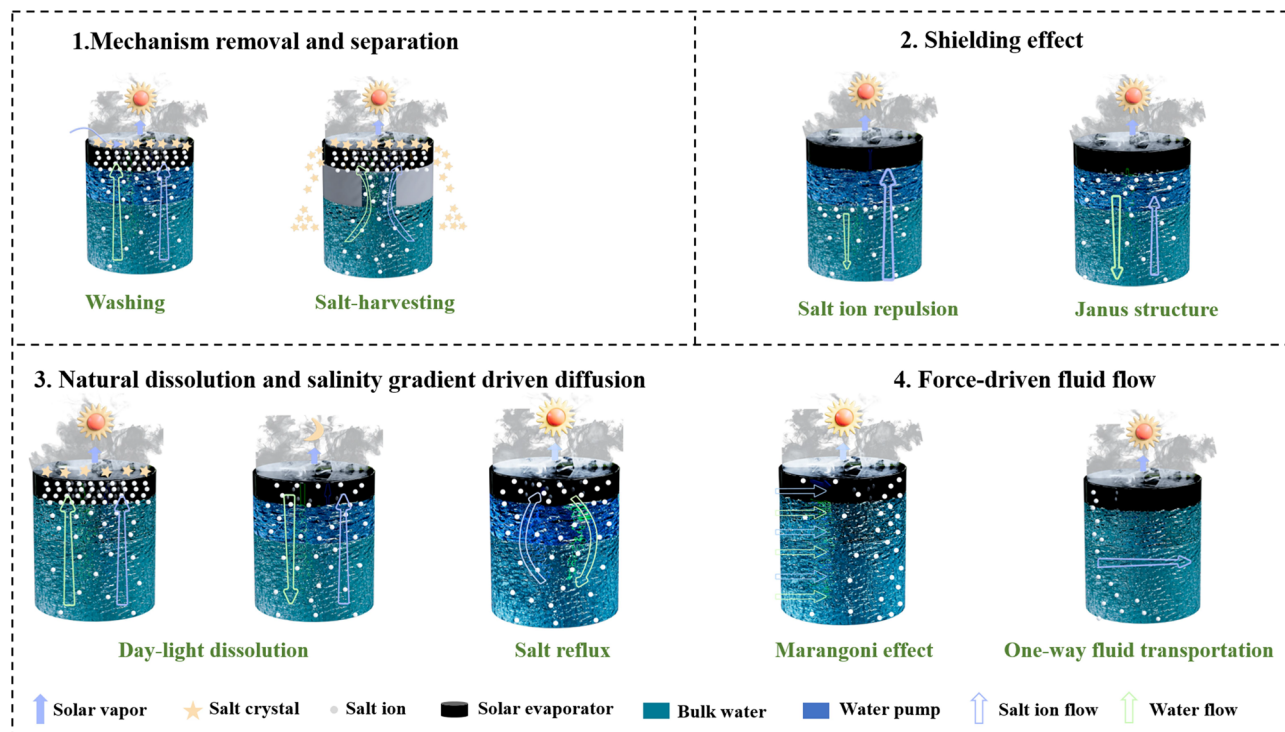 1.Mechanism removal and separation
2. Shielding effect
Washing
Salt-harvesting
Salt ion repulsion
Janus structure
3. Natural dissolution and salinity gradient driven diffusion
4. Force-driven fluid flow
Day-light dissolution
Salt reflux
Marangoni effect
One-way fluid transportation
Solar vapor
Salt crystal
Salt ion
Solar evaporator
Bulk water
Water pump
Salt ion flow
Water flow